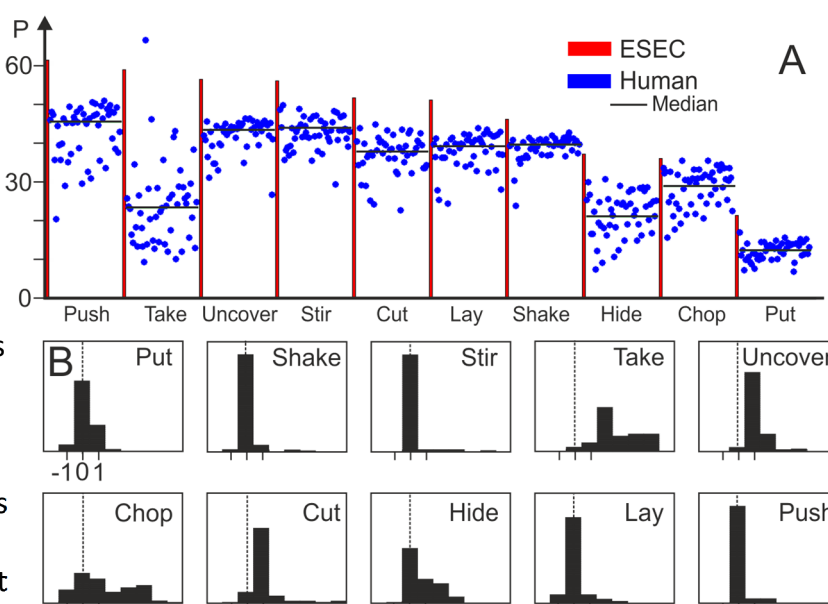 P
A
ESEC
Human
Median
60
30
0
Push Take Uncover Stir Cut Lay Shake Hide Chop Put
B
Put Shake Stir Take Uncover
-1 0 1
Chop Cut Hide Lay Push
s
s
t